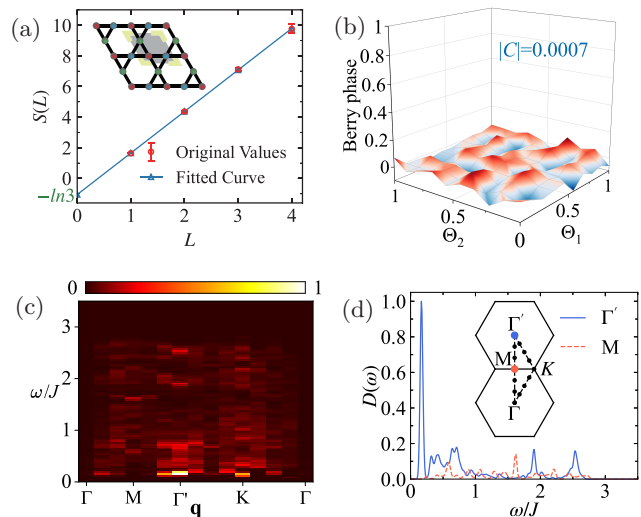 (a)
10
8
6
4
2
0
−ln3
S(L)
Original Values
Fitted Curve
0 1 2 3 4
L
(b)
|C|=0.0007
Berry phase
1
0.8
0.6
0.4
0.2
0
1 0.5 0
Θ2
0.5 1
Θ1
0 1
(c)
3
2
1
0
ω/J
Γ M Γ' q K Γ
(d)
1.0
0.8
0.6
0.4
0.2
0.0
D(ω)
Γ'
M
Γ'
M
K
Γ
0 1 2 3
ω/J